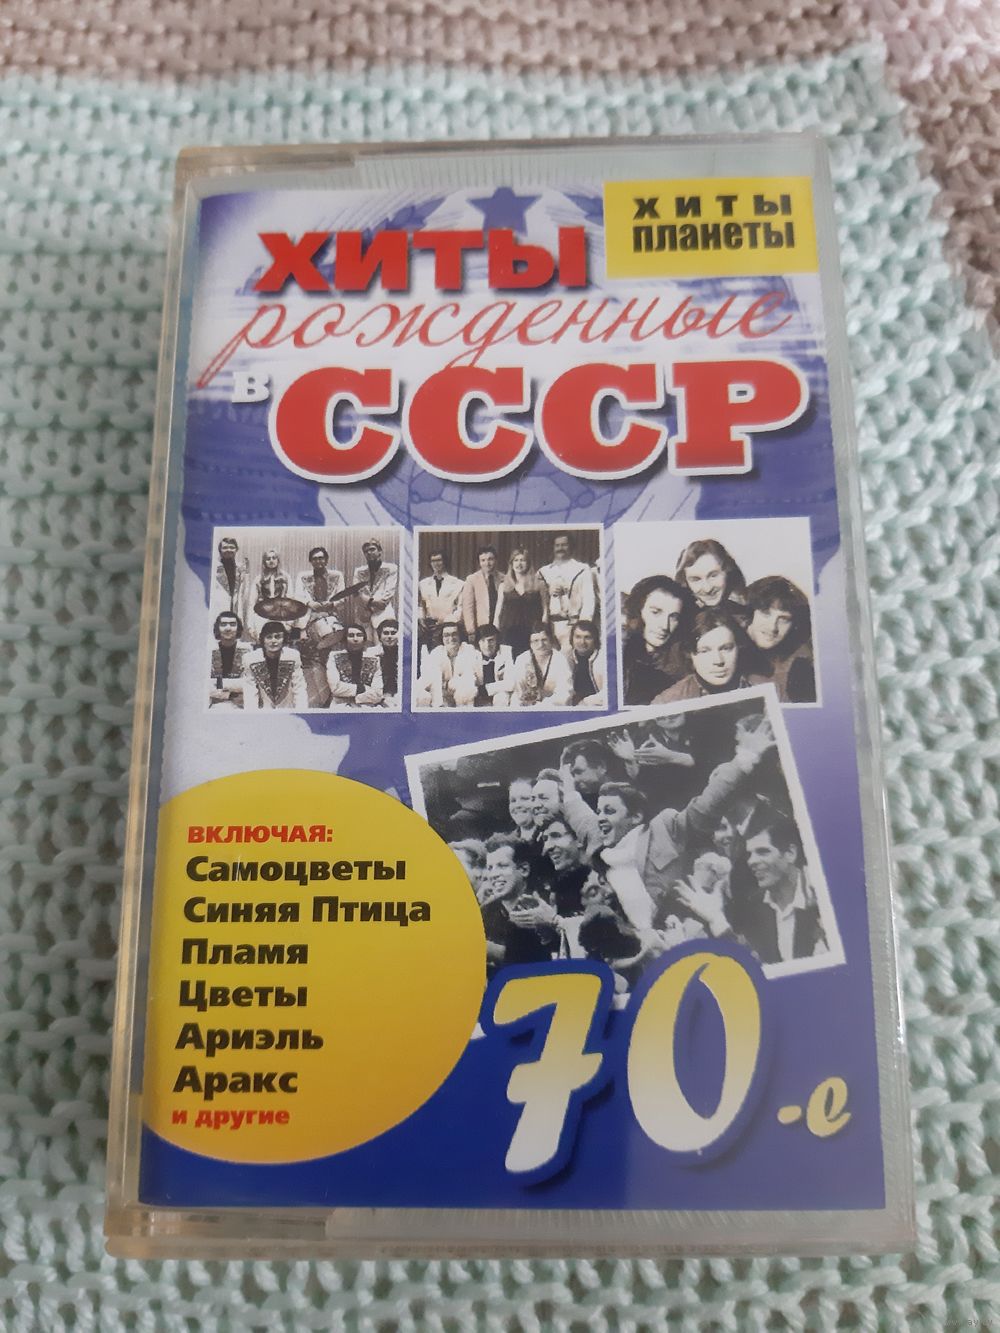 ХИТЫ
ПЛАНЕТЫ
ХИТЫ
рожденные
в СССР
ВКЛЮЧАЯ:
Самоцветы
Синяя Птица
Пламя
Цветы
Ариэль
Аракс
и другие
70-е